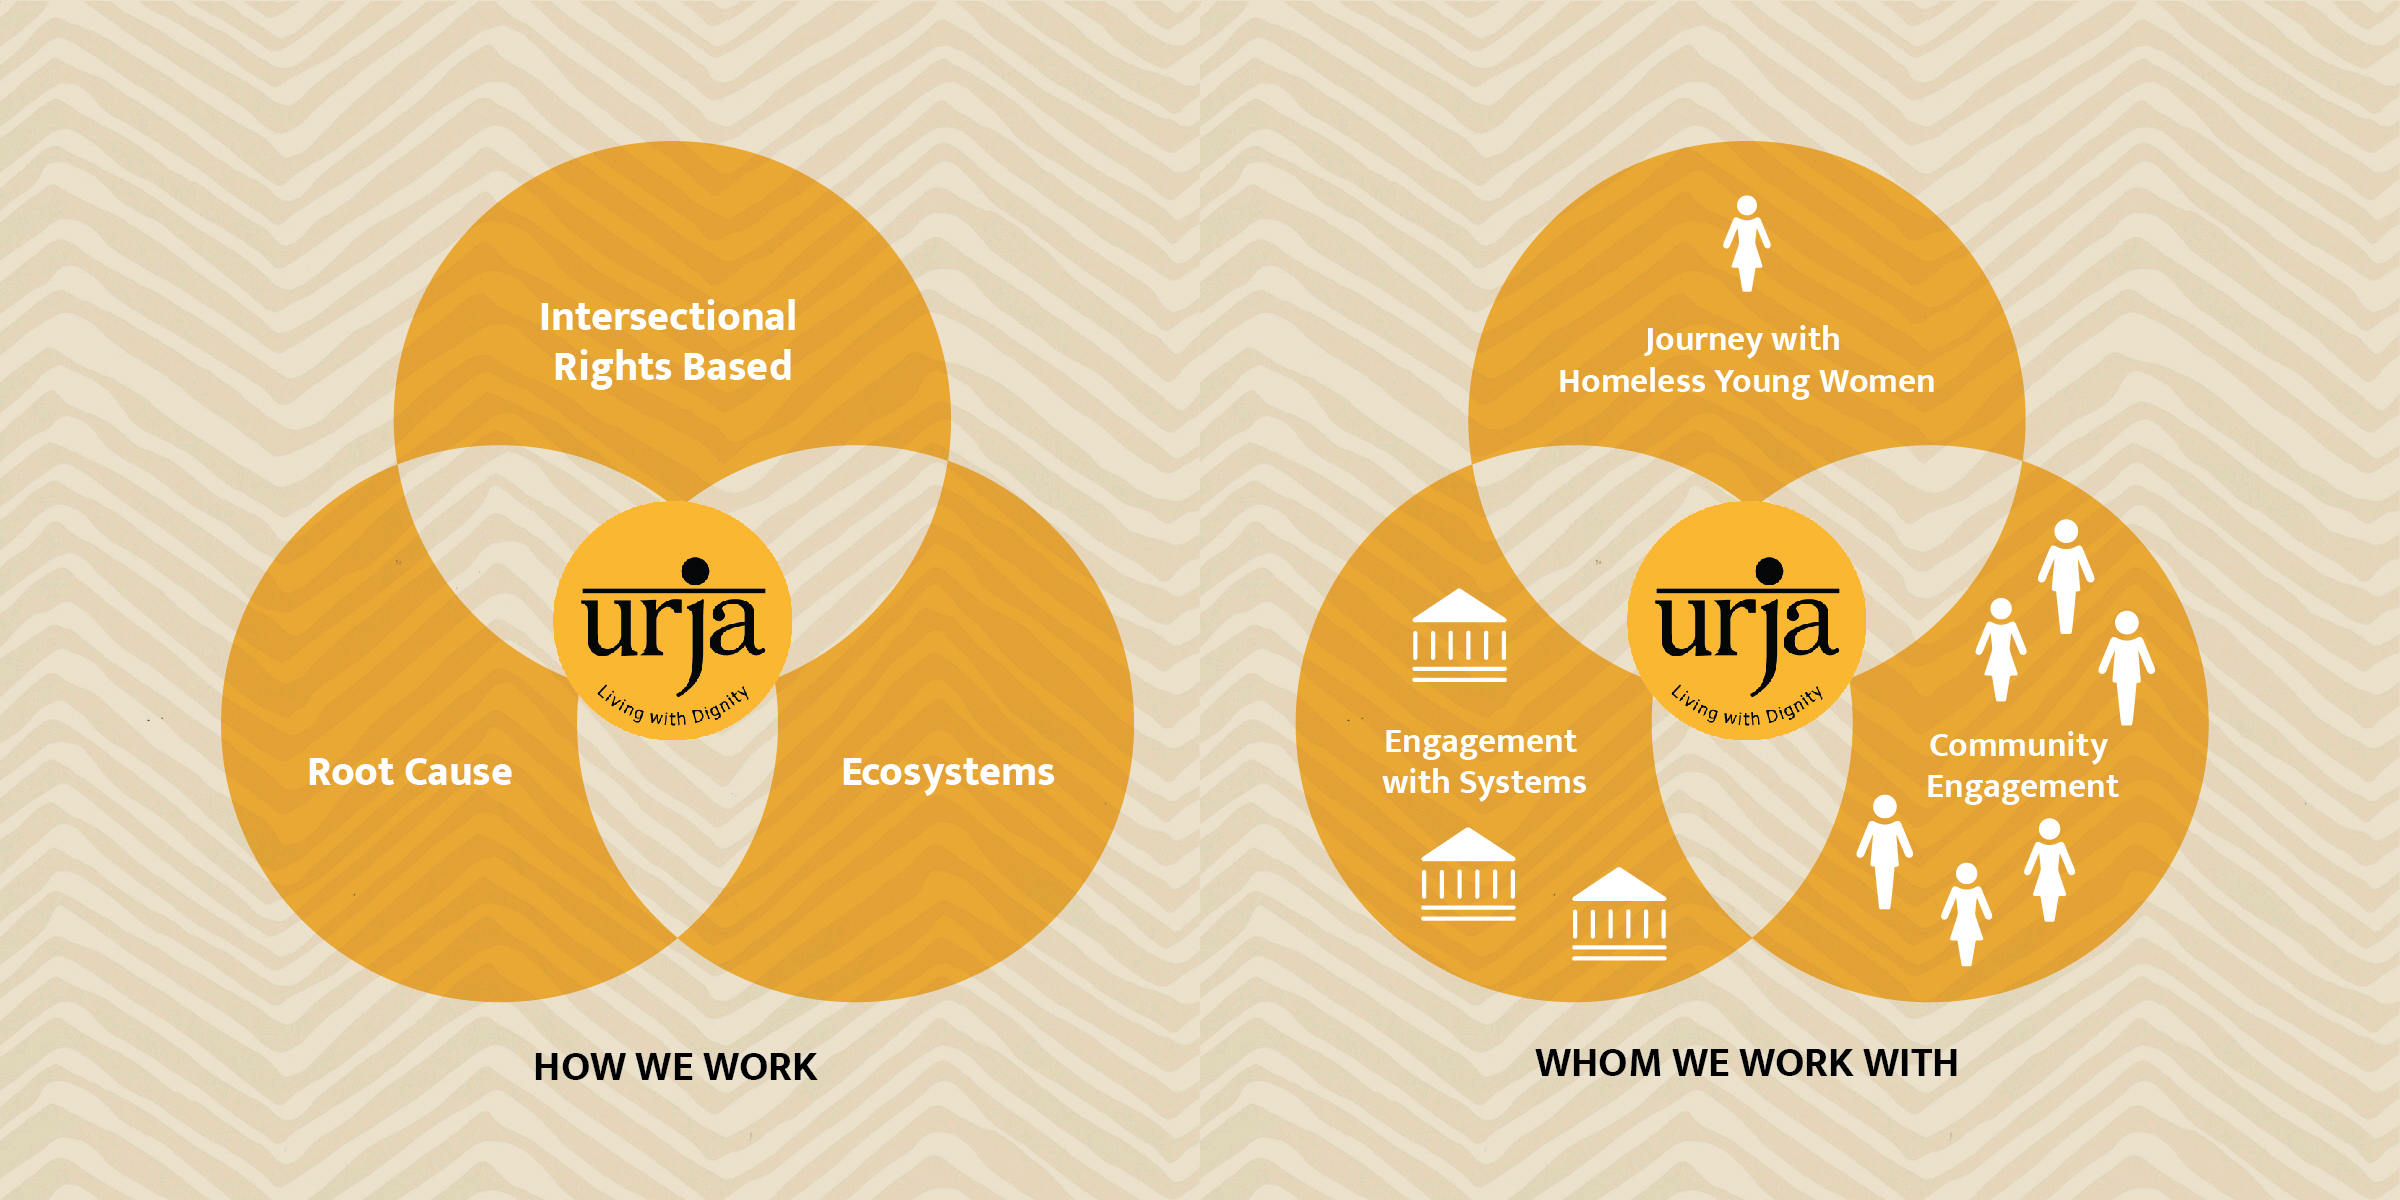 Intersectional
Rights Based
urja
Living with Dignity
Root Cause
Ecosystems
HOW WE WORK
Journey with
Homeless Young Women
urja
Living with Dignity
Engagement
with Systems
Community
Engagement
WHOM WE WORK WITH